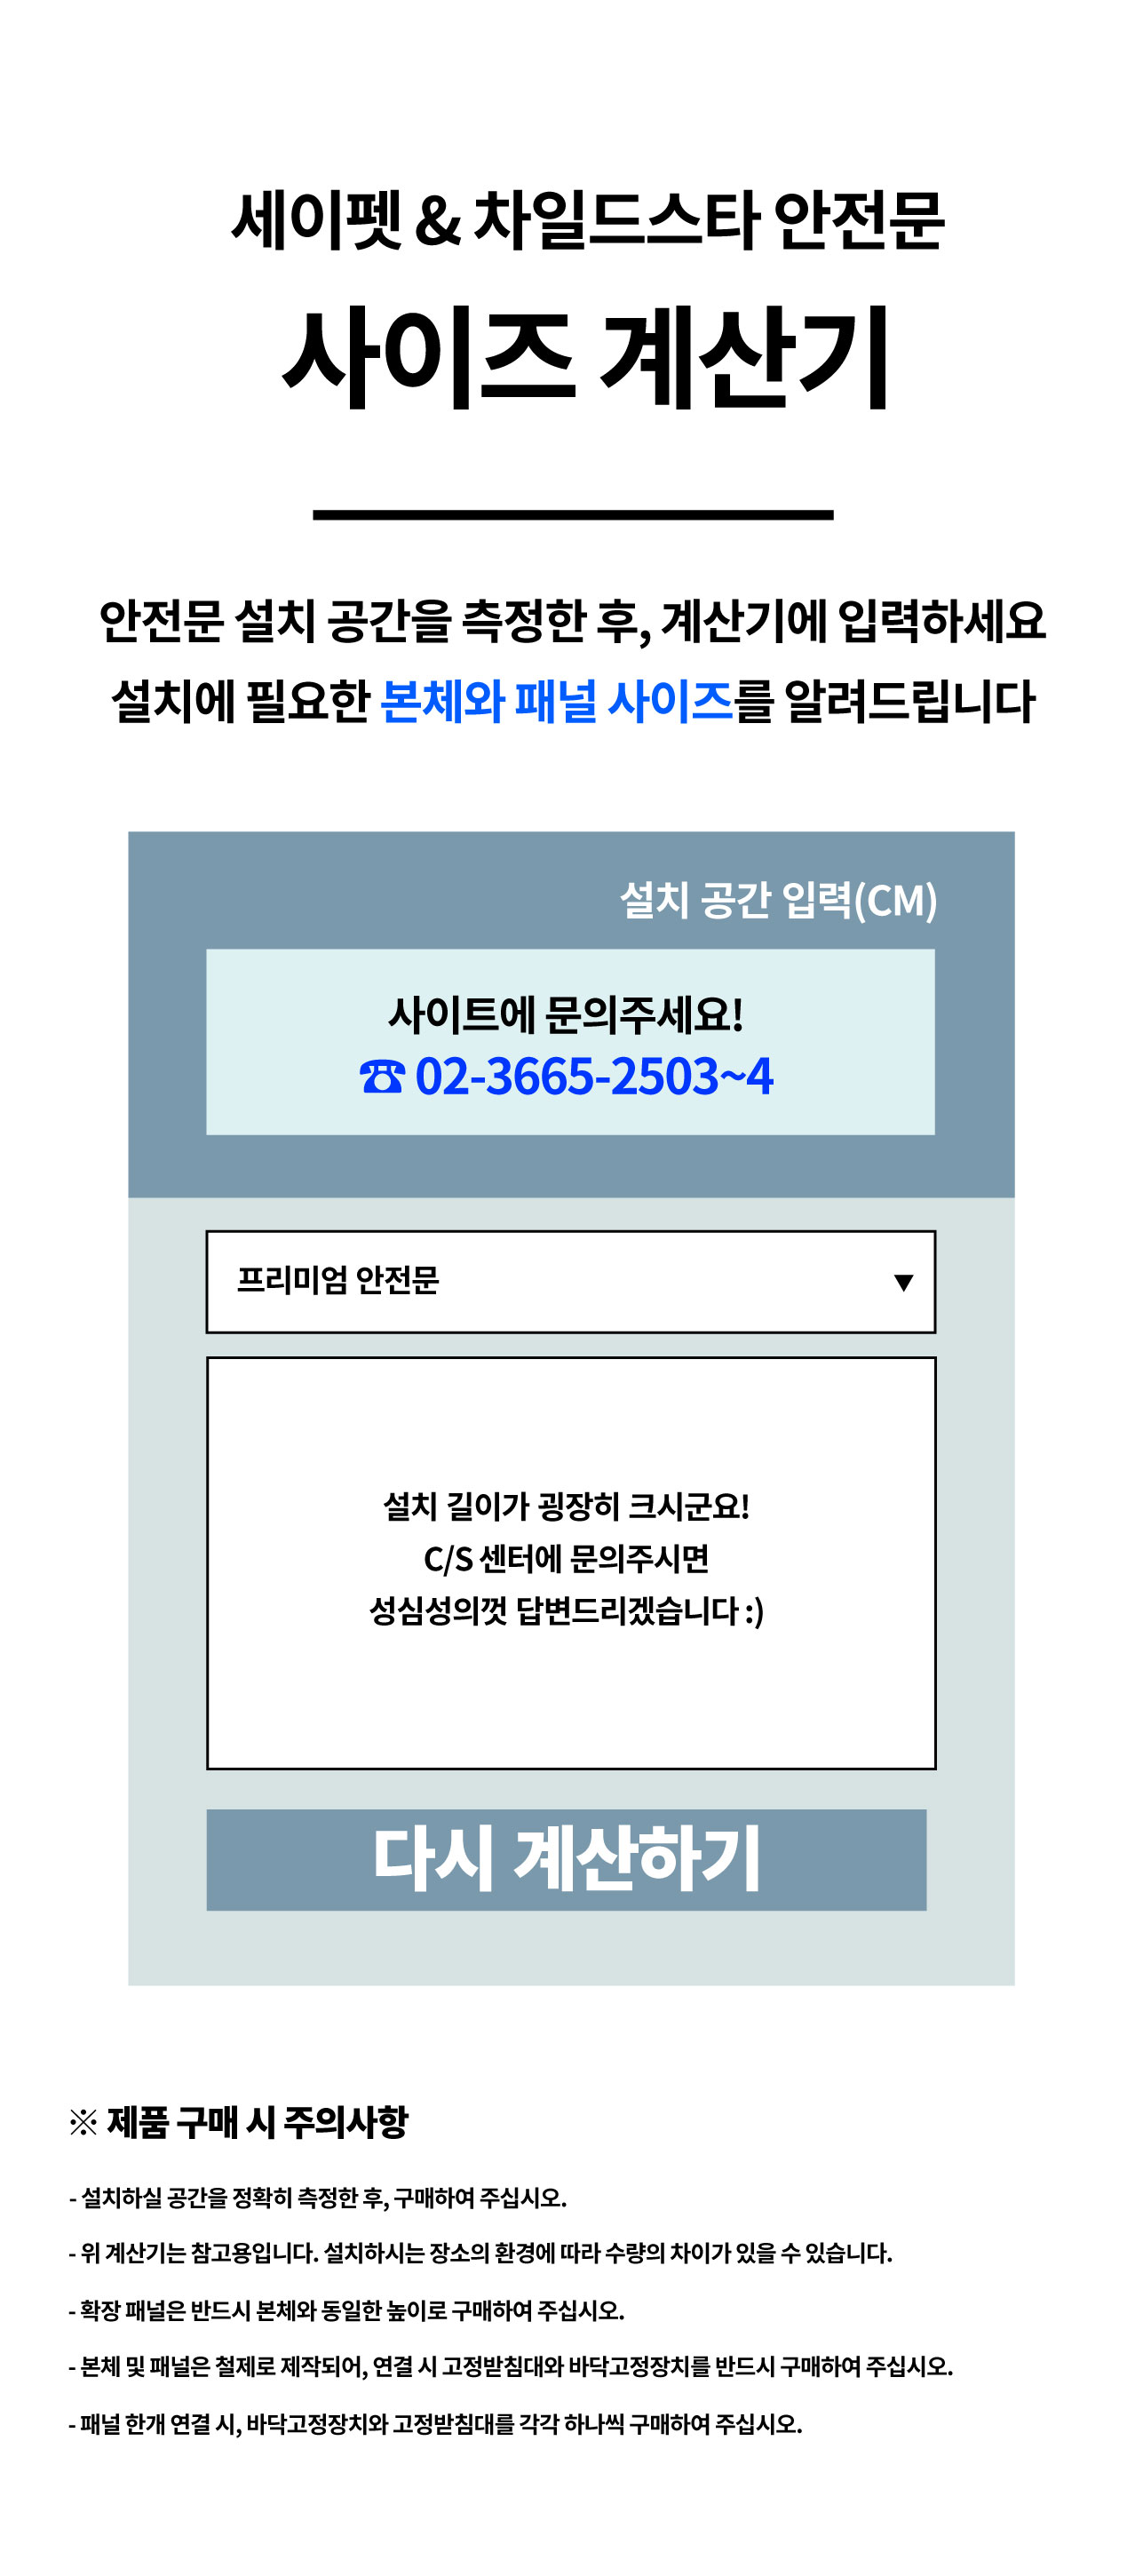 세이펫 & 차일드스타 안전문
사이즈 계산기
안전문 설치 공간을 측정한 후, 계산기에 입력하세요
설치에 필요한 본체와 패널 사이즈를 알려드립니다
설치 공간 입력(CM)
사이트에 문의주세요!
☎ 02-3665-2503~4
프리미엄 안전문 ▼
설치 길이가 굉장히 크시군요!
C/S 센터에 문의주시면
성심성의껏 답변드리겠습니다 :)
다시 계산하기
※ 제품 구매 시 주의사항
- 설치하실 공간을 정확히 측정한 후, 구매하여 주십시오.
- 위 계산기는 참고용입니다. 설치하시는 장소의 환경에 따라 수량의 차이가 있을 수 있습니다.
- 확장 패널은 반드시 본체와 동일한 높이로 구매하여 주십시오.
- 본체 및 패널은 철제로 제작되어, 연결 시 고정받침대와 바닥고정장치를 반드시 구매하여 주십시오.
- 패널 한개 연결 시, 바닥고정장치와 고정받침대를 각각 하나씩 구매하여 주십시오.